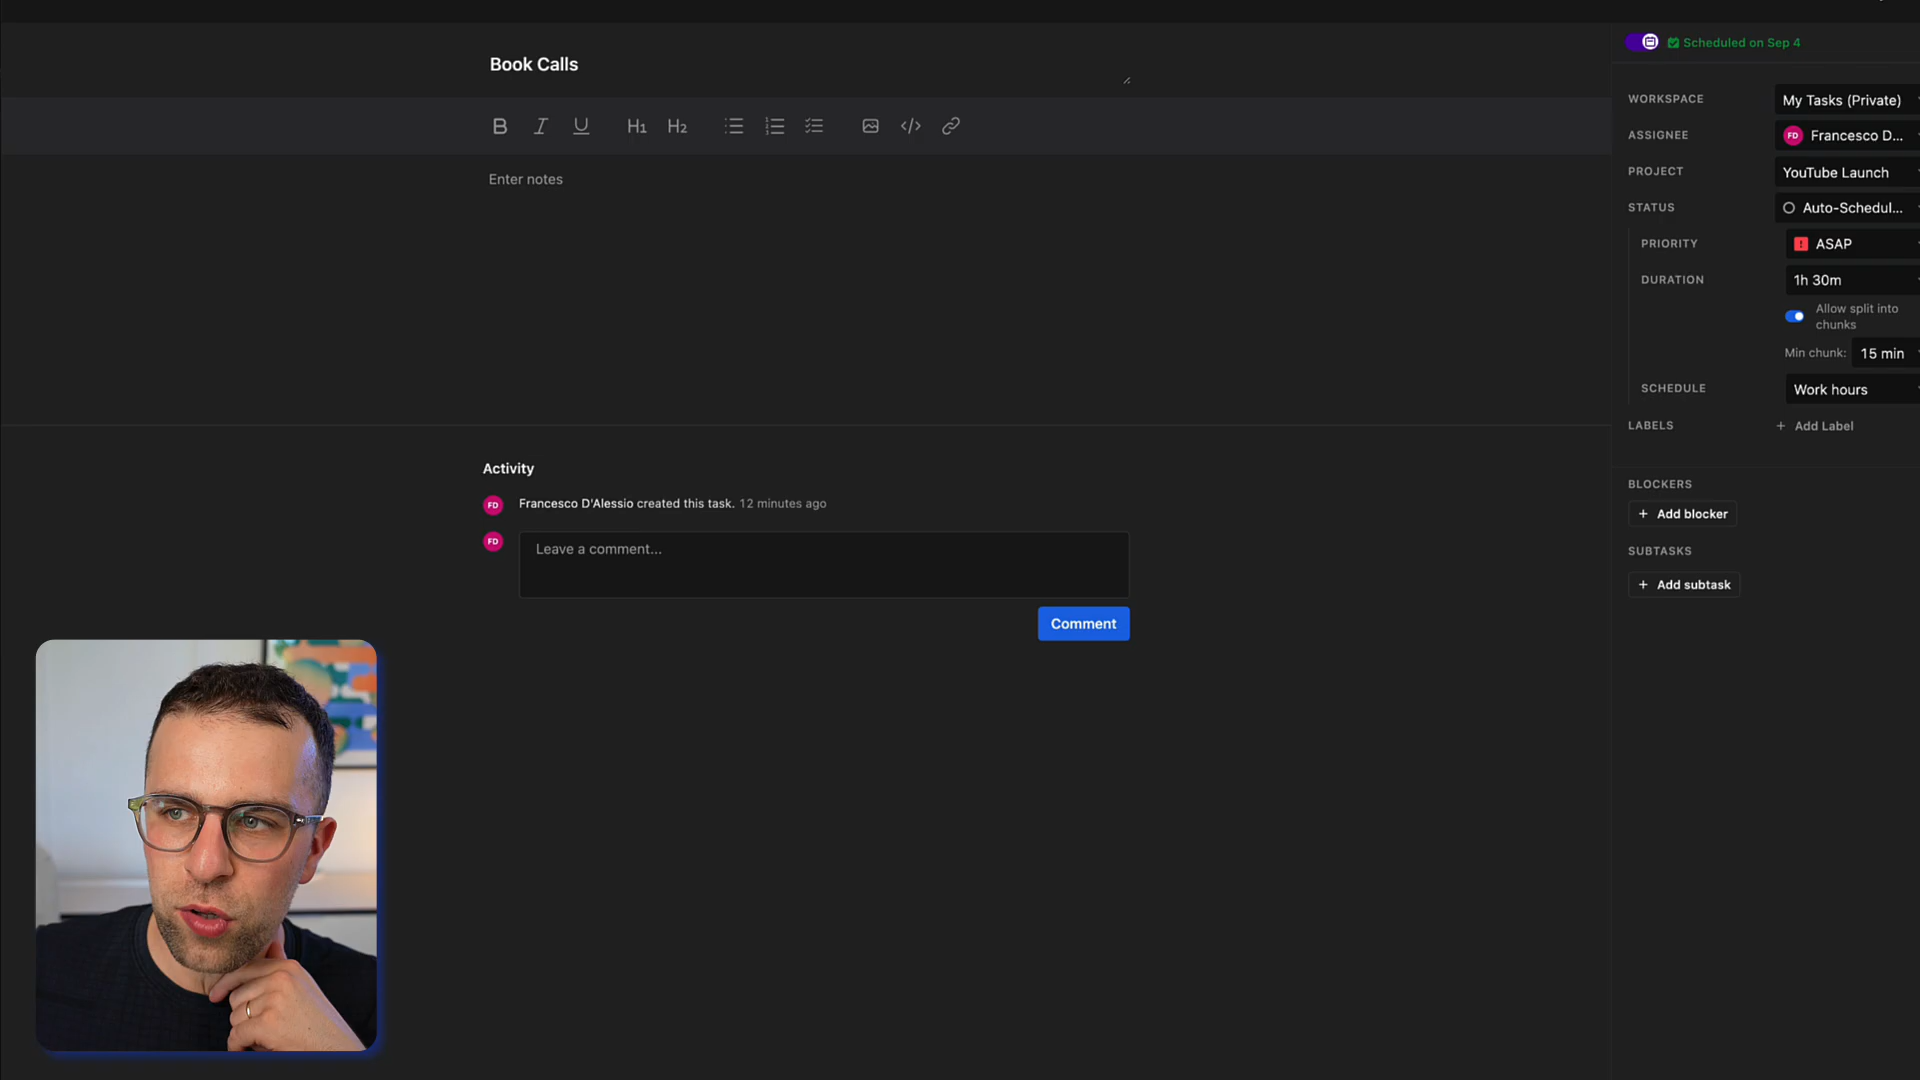 Book Calls
Scheduled on Sep 4
B I U H1 H2
Enter notes
WORKSPACE My Tasks (Private)
ASSIGNEE FD Francesco D...
PROJECT YouTube Launch
STATUS Auto-Schedul...
PRIORITY ! ASAP
DURATION 1h 30m
Allow split into
chunks
Min chunk: 15 min
SCHEDULE Work hours
LABELS + Add Label
BLOCKERS
+ Add blocker
SUBTASKS
+ Add subtask
Activity
FD Francesco D'Alessio created this task. 12 minutes ago
FD Leave a comment...
Comment